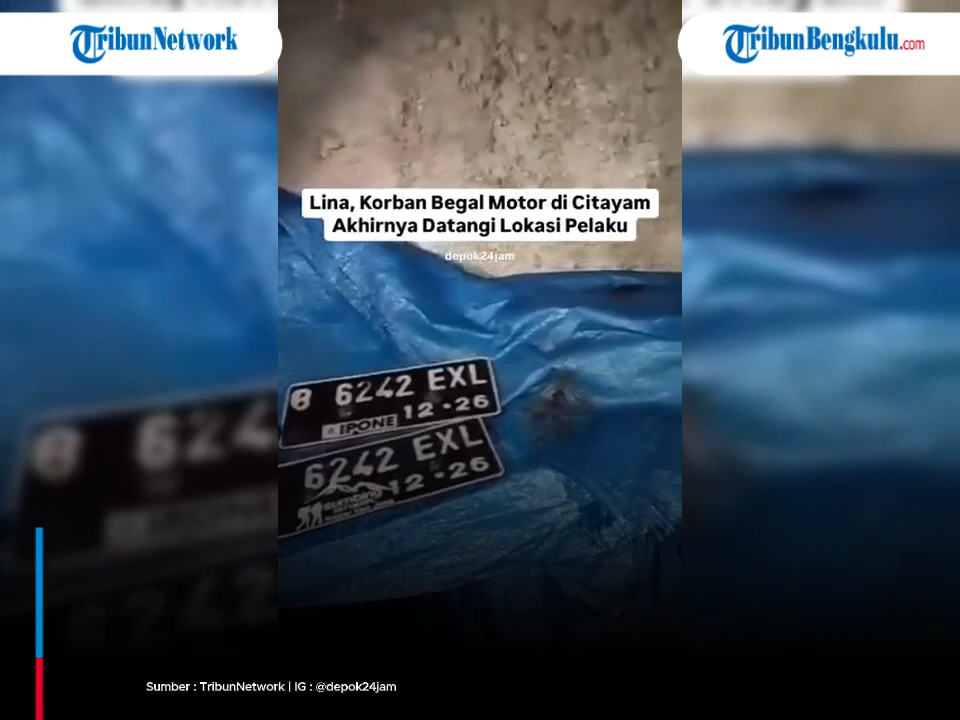 TribunNetwork
TribunBengkulu.com
Lina, Korban Begal Motor di Citayam
Akhirnya Datangi Lokasi Pelaku
depok24jam
B 6242 EXL
12-26
IPONE
6242 EXL
12-26
sumbing
Sumber : TribunNetwork | IG : @depok24jam